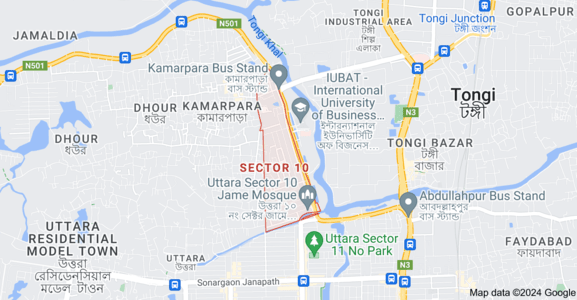 GOPALPUR
TONGI
INDUSTRIAL AREA
টঙ্গী
শিল্প
এলাকা
Tongi Junction
টঙ্গী জংশন
N501
Tongi Khal
JAMALDIA
N501
Kamarpara Bus Stand
কামারপাড়া
বাস স্ট্যান্ড
IUBAT -
International
University
of Business...
ইন্টারন্যাশনাল
ইউনিভার্সিটি
অফ বিজনেস...
Tongi
টঙ্গী
DHOUR
ধউর
KAMARPARA
কামারপাড়া
DHOUR
ধউর
TONGI BAZAR
টঙ্গী
বাজার
N3
SECTOR 10
Uttara Sector 10
Jame Mosque
উত্তরা ১০
নং সেক্টর জামে
Abdullahpur Bus Stand
আবদুল্লাহপুর
বাস স্ট্যান্ড
UTTARA
RESIDENTIAL
MODEL TOWN
উত্তরা
রেসিডেনসিয়াল
মডেল টাউন
Uttara Sector
11 No Park
FAYDABAD
ফায়দাবাদ
UTTARA
উত্তরা
N3
Sonargaon Janapath
Map data ©2024 Google